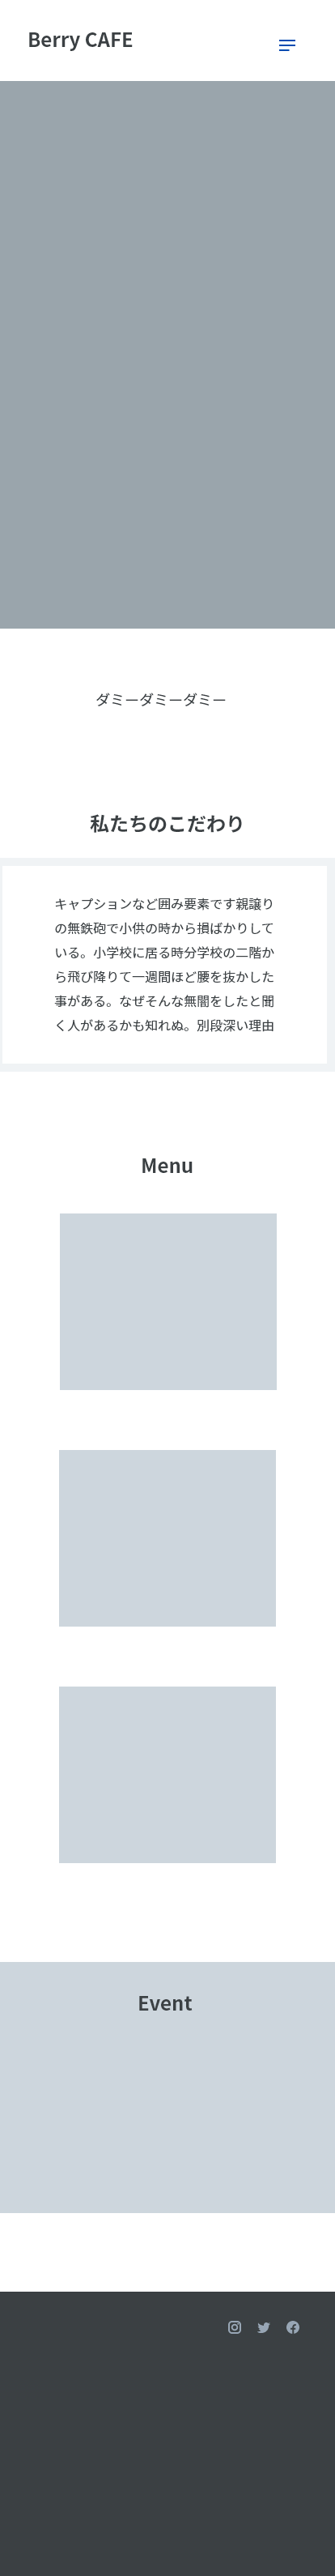 Berry CAFE
ダミーダミーダミー
私たちのこだわり
キャプションなど囲み要素です親譲り
の無鉄砲で小供の時から損ばかりして
いる。小学校に居る時分学校の二階か
ら飛び降りて一週間ほど腰を抜かした
事がある。なぜそんな無闇をしたと聞
く人があるかも知れぬ。別段深い理由
Menu
Event